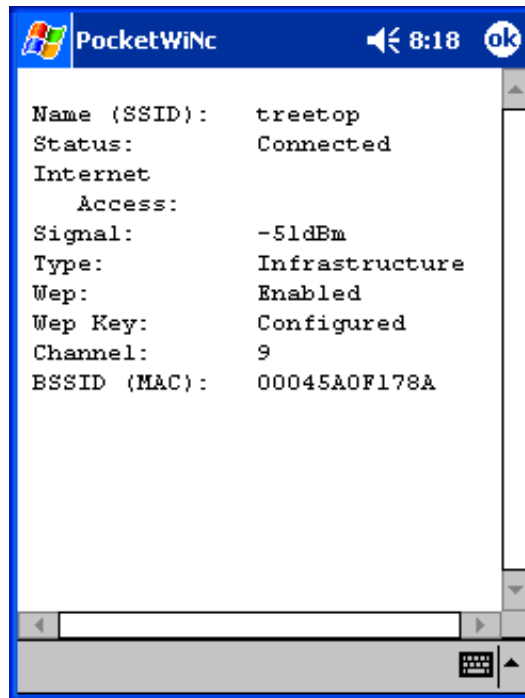 PocketWiNc 8:18 ok
Name (SSID): treetop
Status: Connected
Internet
Access:
Signal: -51dBm
Type: Infrastructure
Wep: Enabled
Wep Key: Configured
Channel: 9
BSSID (MAC): 00045A0F178A